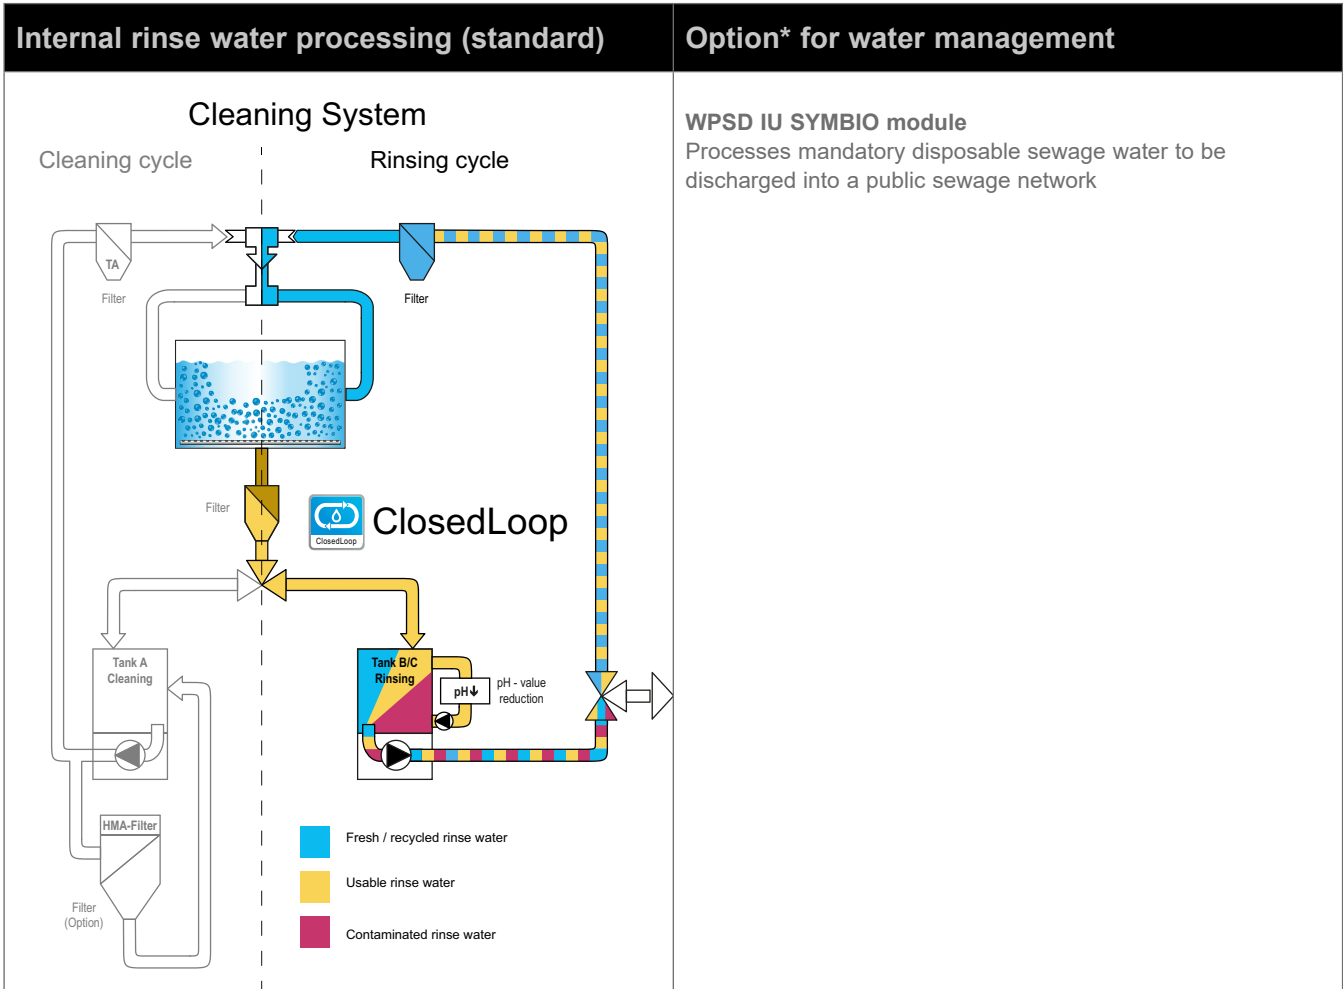 Internal rinse water processing (standard)
Option* for water management
Cleaning System
Cleaning cycle
Rinsing cycle
WPSD IU SYMBIO module
Processes mandatory disposable sewage water to be
discharged into a public sewage network
TA
Filter
Filter
Filter
ClosedLoop
ClosedLoop
Tank A
Cleaning
Tank B/C
Rinsing
pH
pH - value
reduction
HMA-Filter
Filter
(Option)
Fresh / recycled rinse water
Usable rinse water
Contaminated rinse water